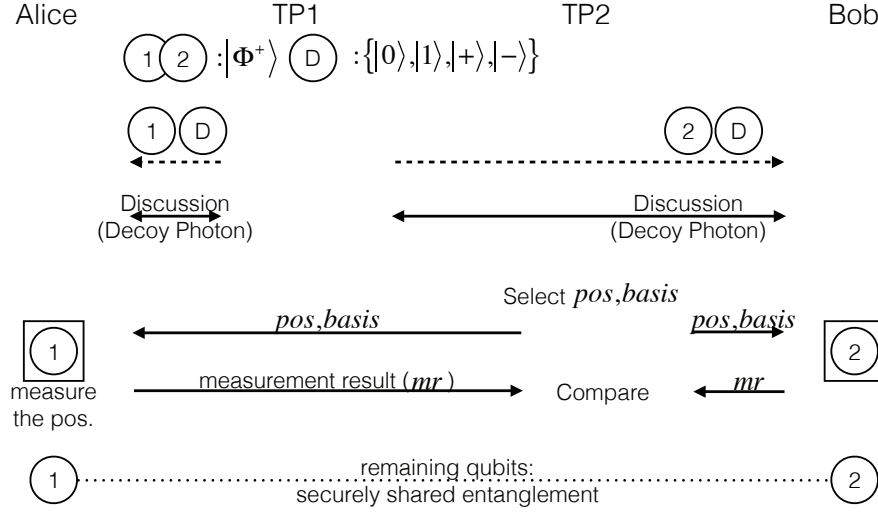 Alice TP1 TP2 Bob
1 2 :|Φ⁺⟩ D :{|0⟩,|1⟩,|+⟩,|−⟩}
1 D 2 D
Discussion Discussion
(Decoy Photon) (Decoy Photon)
Select pos,basis
pos,basis pos,basis
1 2
measurement result (mr) Compare mr
measure
the pos.
1 remaining qubits: 2
securely shared entanglement